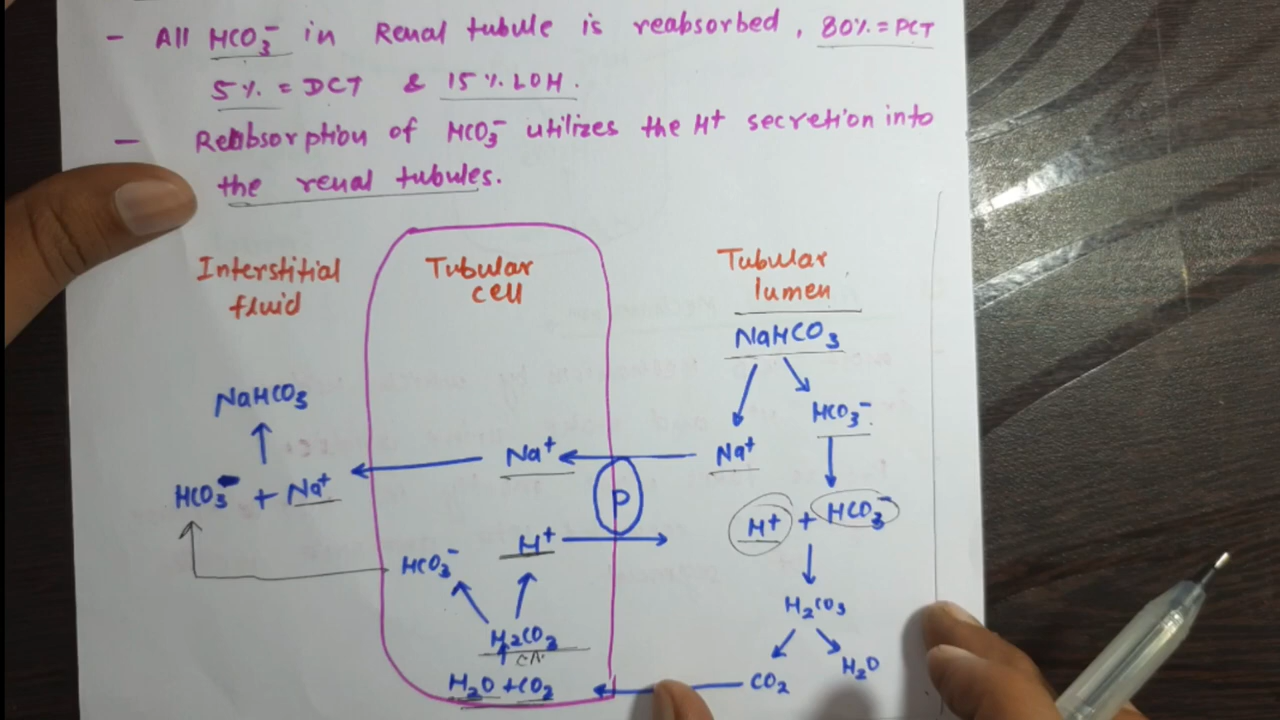 - All HCO3⁻ in Renal tubule is reabsorbed, 80% = PCT
5% = DCT & 15% LOH.
- Reabsorption of HCO3⁻ utilizes the H⁺ secretion into
the renal tubules.
Interstitial
fluid
Tubular
cell
Tubular
lumen
NaHCO3
NaHCO3
HCO3⁻
Na⁺
Na⁺
HCO3⁻ + Na⁺
P
H⁺ + HCO3⁻
H⁺
HCO3⁻
H2CO3
H2CO2
CA
H2O
H2O + CO2
CO2